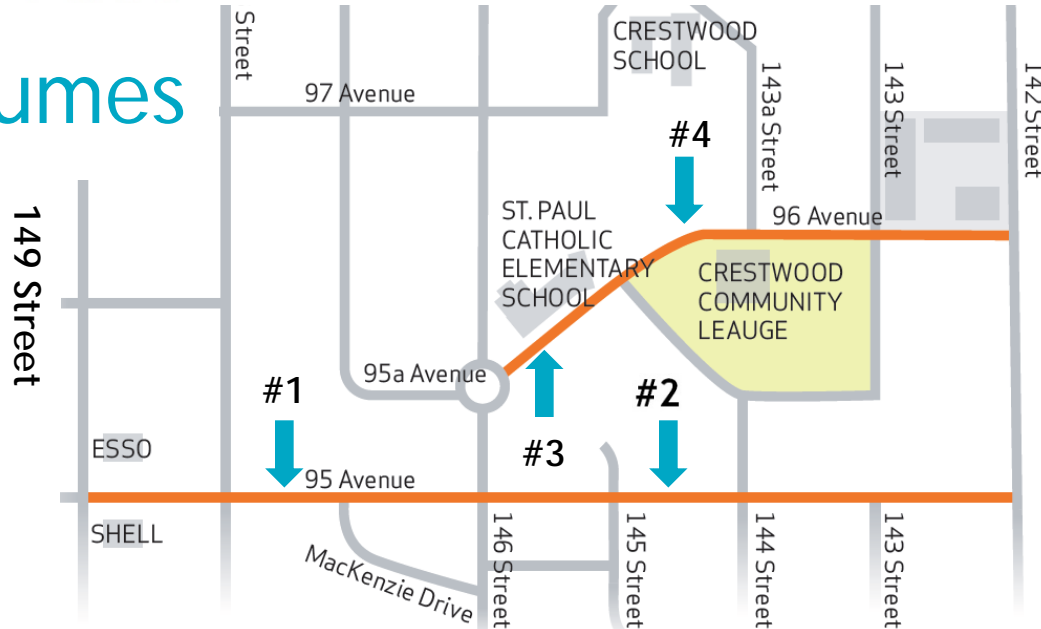 umes
Street
CRESTWOOD
SCHOOL
97 Avenue
143a Street
143 Street
142 Street
#4
149 Street
ST. PAUL
CATHOLIC
ELEMENTARY
SCHOOL
96 Avenue
CRESTWOOD
COMMUNITY
LEAUGE
95a Avenue
#1
#2
#3
ESSO
95 Avenue
SHELL
MacKenzie Drive
146 Street
145 Street
144 Street
143 Street